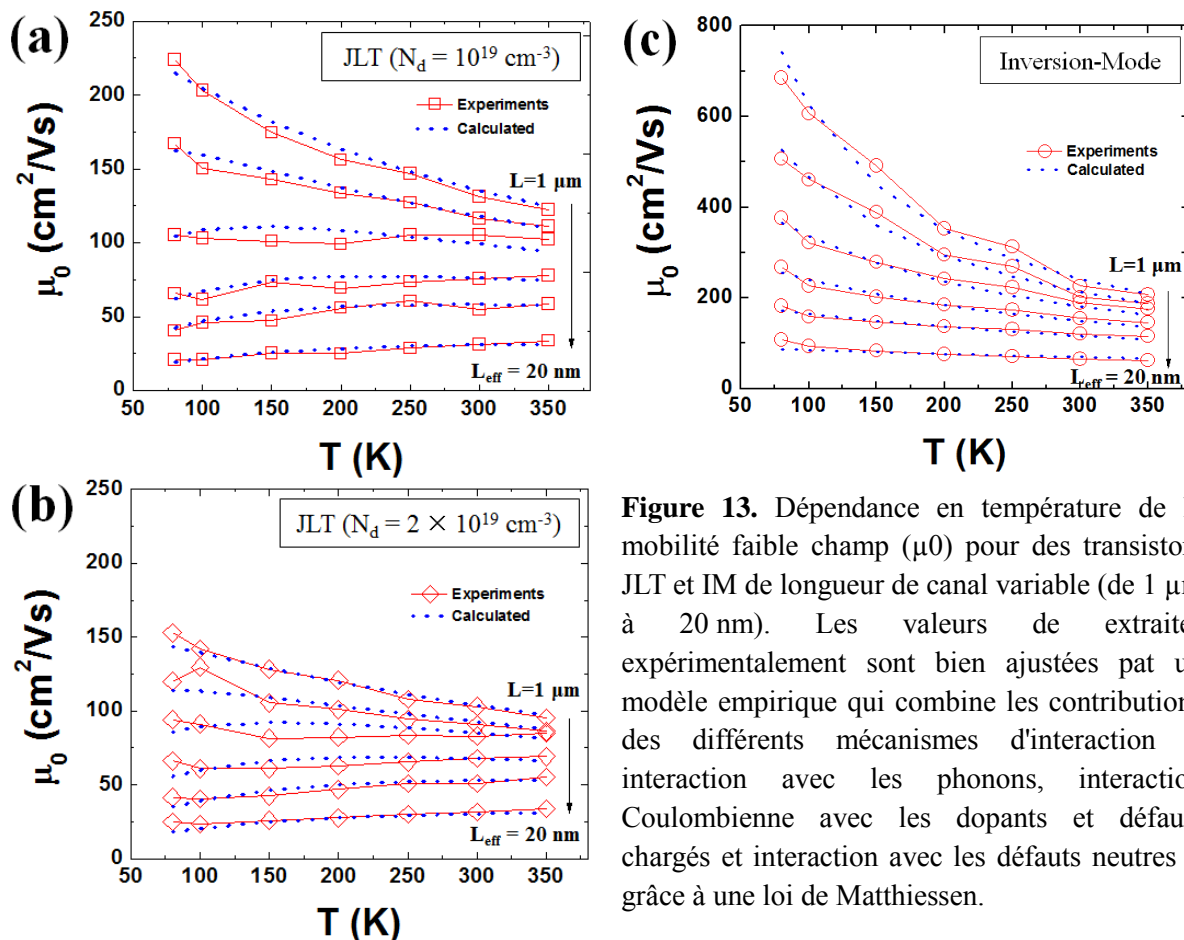 (a)
JLT (Nd = 10¹⁹ cm⁻³)
Experiments
Calculated
L=1 µm
Leff = 20 nm
250
200
150
100
50
0
µ0 (cm²/Vs)
50 100 150 200 250 300 350
T (K)
(c)
Inversion-Mode
Experiments
Calculated
L=1 µm
Leff = 20 nm
800
600
400
200
0
µ0 (cm²/Vs)
50 100 150 200 250 300 350
T (K)
(b)
JLT (Nd = 2 × 10¹⁹ cm⁻³)
Experiments
Calculated
L=1 µm
Leff = 20 nm
250
200
150
100
50
0
µ0 (cm²/Vs)
50 100 150 200 250 300 350
T (K)
Figure 13. Dépendance en température de
mobilité faible champ (µ0) pour des transistor
JLT et IM de longueur de canal variable (de 1 µm
à 20 nm). Les valeurs de extraite
expérimentalement sont bien ajustées pat u
modèle empirique qui combine les contribution
des différents mécanismes d'interaction
interaction avec les phonons, interactio
Coulombienne avec les dopants et défau
chargés et interaction avec les défauts neutres
grâce à une loi de Matthiessen.